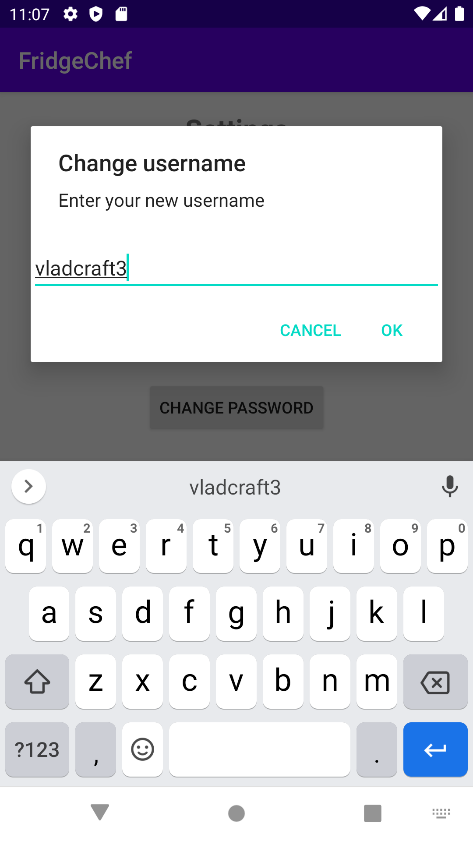 11:07
FridgeChef
Settings
Change username
Enter your new username
vladcraft3
CANCEL OK
CHANGE PASSWORD
vladcraft3
1 2 3 4 5 6 7 8 9 0
q w e r t y u i o p
a s d f g h j k l
z x c v b n m
?123 , .